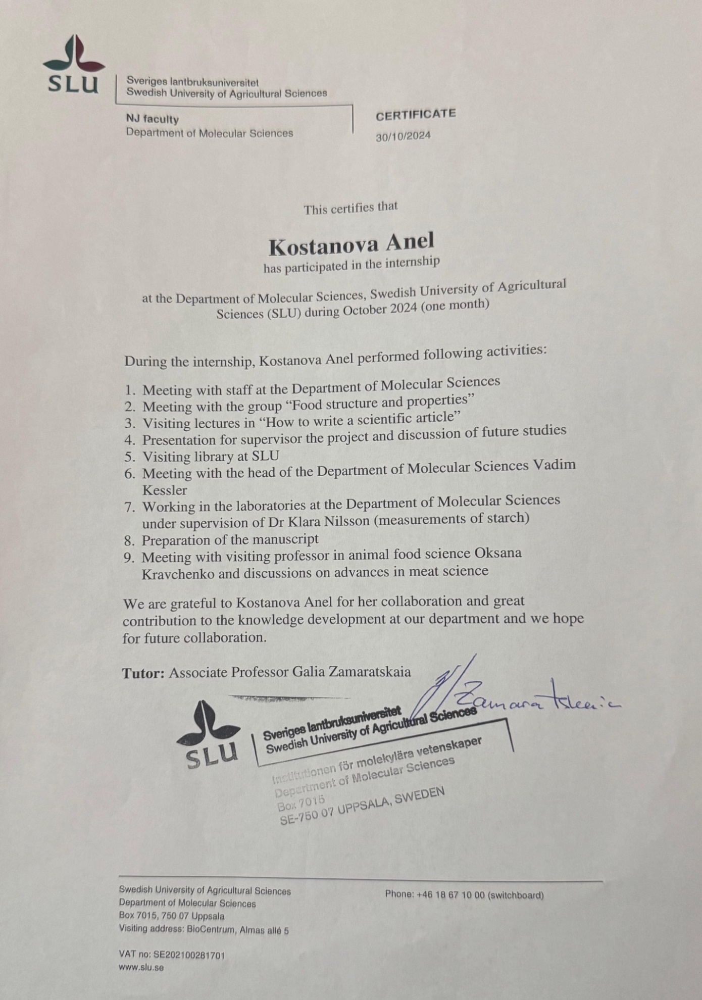 SLU
Sveriges lantbruksuniversitet
Swedish University of Agricultural Sciences
NJ faculty
Department of Molecular Sciences
CERTIFICATE
30/10/2024
This certifies that
Kostanova Anel
has participated in the internship
at the Department of Molecular Sciences, Swedish University of Agricultural
Sciences (SLU) during October 2024 (one month)
During the internship, Kostanova Anel performed following activities:
1. Meeting with staff at the Department of Molecular Sciences
2. Meeting with the group “Food structure and properties”
3. Visiting lectures in “How to write a scientific article”
4. Presentation for supervisor the project and discussion of future studies
5. Visiting library at SLU
6. Meeting with the head of the Department of Molecular Sciences Vadim
Kessler
7. Working in the laboratories at the Department of Molecular Sciences
under supervision of Dr Klara Nilsson (measurements of starch)
8. Preparation of the manuscript
9. Meeting with visiting professor in animal food science Oksana
Kravchenko and discussions on advances in meat science
We are grateful to Kostanova Anel for her collaboration and great
contribution to the knowledge development at our department and we hope
for future collaboration.
Tutor: Associate Professor Galia Zamaratskaia
SLU
Sveriges lantbruksuniversitet
Swedish University of Agricultural Sciences
Institutionen för molekylära vetenskaper
Department of Molecular Sciences
Box 7015
SE-750 07 UPPSALA, SWEDEN
Swedish University of Agricultural Sciences
Department of Molecular Sciences
Box 7015, 750 07 Uppsala
Visiting address: BioCentrum, Almas allé 5
Phone: +46 18 67 10 00 (switchboard)
VAT no: SE202100281701
www.slu.se